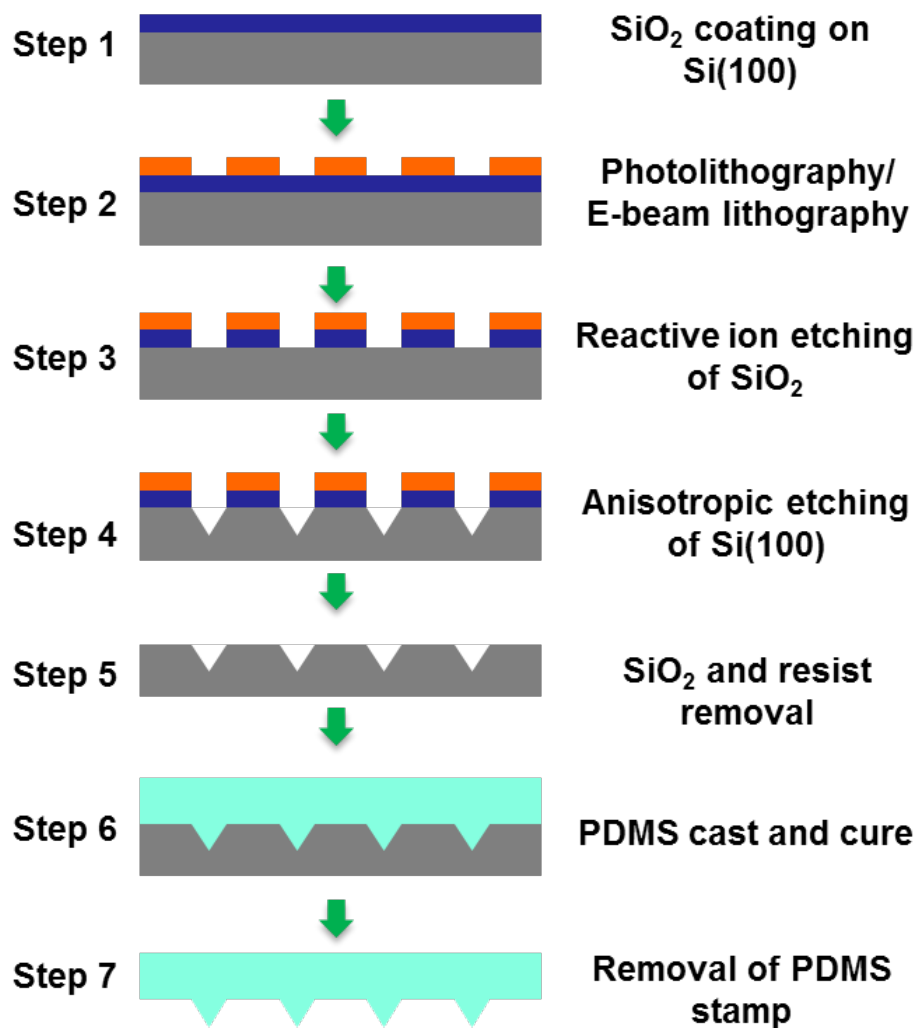 Step 1
SiO₂ coating on
Si(100)
Step 2
Photolithography/
E-beam lithography
Step 3
Reactive ion etching
of SiO₂
Step 4
Anisotropic etching
of Si(100)
Step 5
SiO₂ and resist
removal
Step 6
PDMS cast and cure
Step 7
Removal of PDMS
stamp